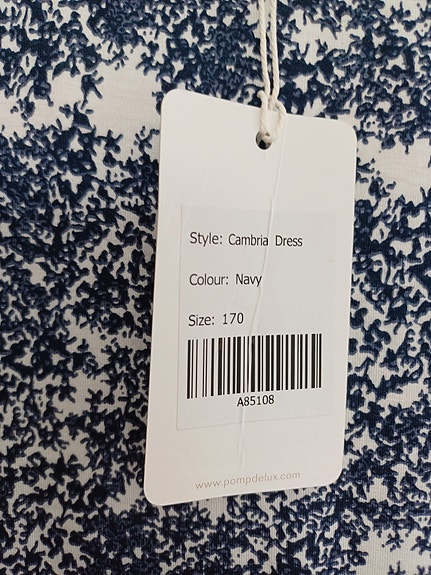 Style: Cambria Dress
Colour: Navy
Size: 170
A85108
www.pompdelux.com